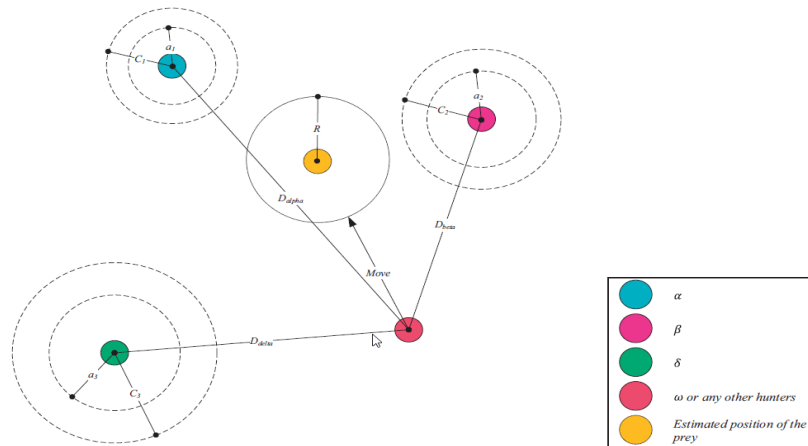 a1
C1
a2
C2
R
Dalpha
Dbeta
Move
Ddelta
a3
C3
α
β
δ
ω or any other hunters
Estimated position of the
prey